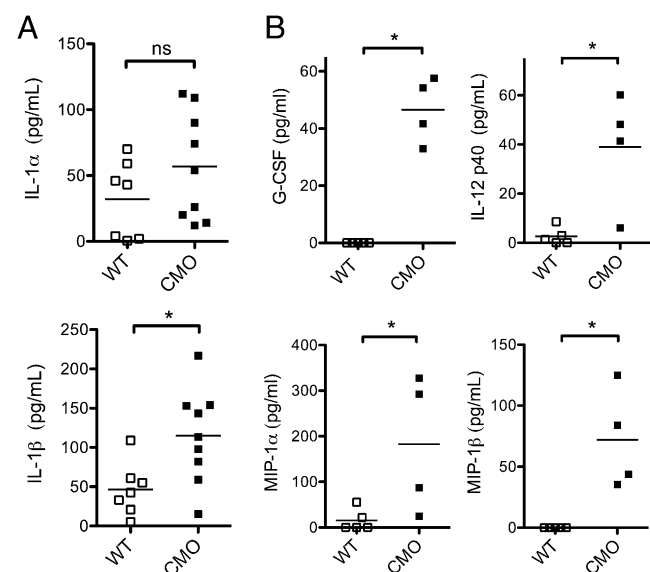 A
B
IL-1α (pg/mL)
150
100
50
0
ns
WT
CMO
G-CSF (pg/ml)
60
40
20
0
*
WT
CMO
IL-12 p40 (pg/mL)
60
40
20
0
*
WT
CMO
IL-1β (pg/mL)
250
200
150
100
50
0
*
WT
CMO
MIP-1α (pg/ml)
400
300
200
100
0
*
WT
CMO
MIP-1β (pg/mL)
150
100
50
0
*
WT
CMO